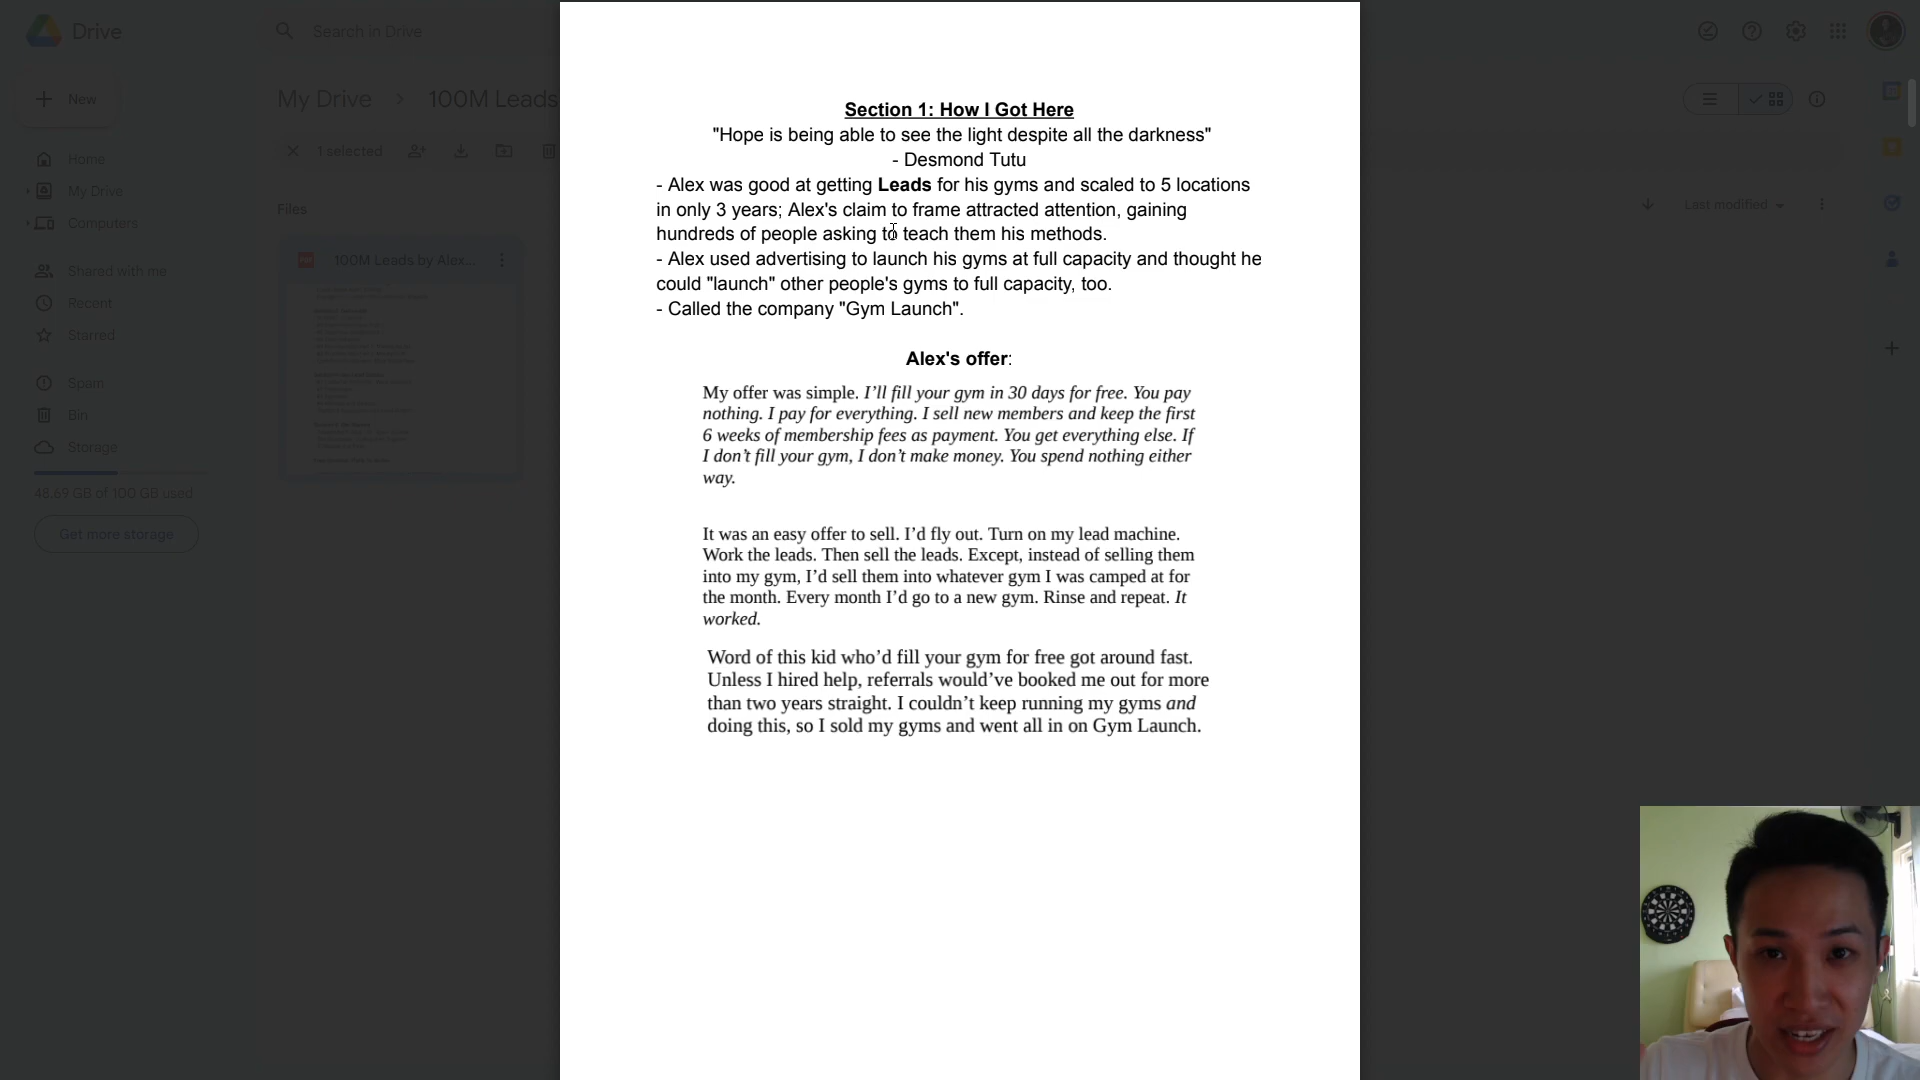 Drive
Search in Drive
New
My Drive > 100M Leads
1 selected
Home
My Drive
Computers
Shared with me
Recent
Starred
Spam
Bin
Storage
48.69 GB of 100 GB used
Get more storage
Files
Last modified
100M Leads by Alex...
Section 1: How I Got Here
"Hope is being able to see the light despite all the darkness"
- Desmond Tutu
- Alex was good at getting Leads for his gyms and scaled to 5 locations
in only 3 years; Alex's claim to frame attracted attention, gaining
hundreds of people asking to teach them his methods.
- Alex used advertising to launch his gyms at full capacity and thought he
could "launch" other people's gyms to full capacity, too.
- Called the company "Gym Launch".
Alex's offer:
My offer was simple. I’ll fill your gym in 30 days for free. You pay
nothing. I pay for everything. I sell new members and keep the first
6 weeks of membership fees as payment. You get everything else. If
I don’t fill your gym, I don’t make money. You spend nothing either
way.
It was an easy offer to sell. I’d fly out. Turn on my lead machine.
Work the leads. Then sell the leads. Except, instead of selling them
into my gym, I’d sell them into whatever gym I was camped at for
the month. Every month I’d go to a new gym. Rinse and repeat. It
worked.
Word of this kid who’d fill your gym for free got around fast.
Unless I hired help, referrals would’ve booked me out for more
than two years straight. I couldn’t keep running my gyms and
doing this, so I sold my gyms and went all in on Gym Launch.